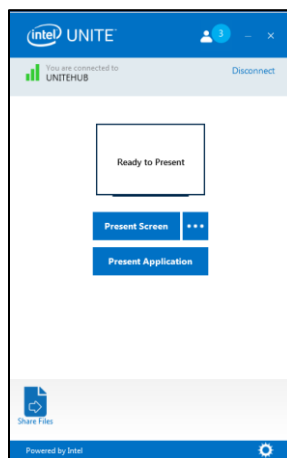 intel UNITE
3
You are connected to
Disconnect
UNITEHUB
Ready to Present
Present Screen
Present Application
Share Files
Powered by Intel